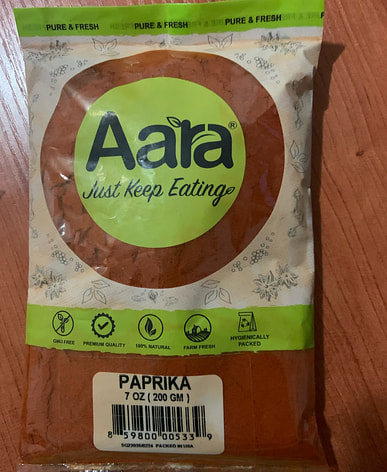 PURE & FRESH PURE & FRESH PURE & FRESH
Aara®
Just Keep Eating
GMO FREE
PREMIUM QUALITY
100% NATURAL
FARM FRESH
HYGIENICALLY
PACKED
PAPRIKA
7 OZ ( 200 GM )
8 59800 00533 9
PACKED IN USA